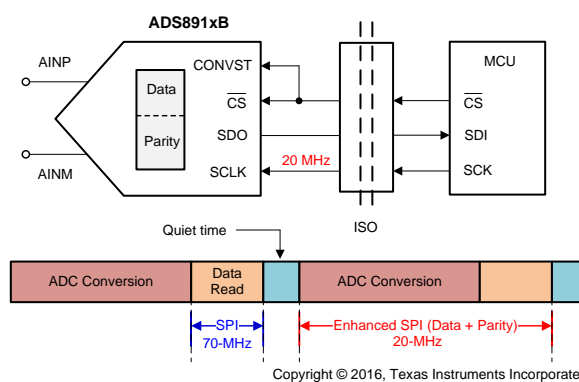 ADS891xB
AINP
AINM
Data
Parity
CONVST
CS
SDO
SCLK
20 MHz
ISO
MCU
CS
SDI
SCK
Quiet time
ADC Conversion
Data
Read
ADC Conversion
SPI
70-MHz
Enhanced SPI (Data + Parity)
20-MHz
Copyright © 2016, Texas Instruments Incorporate